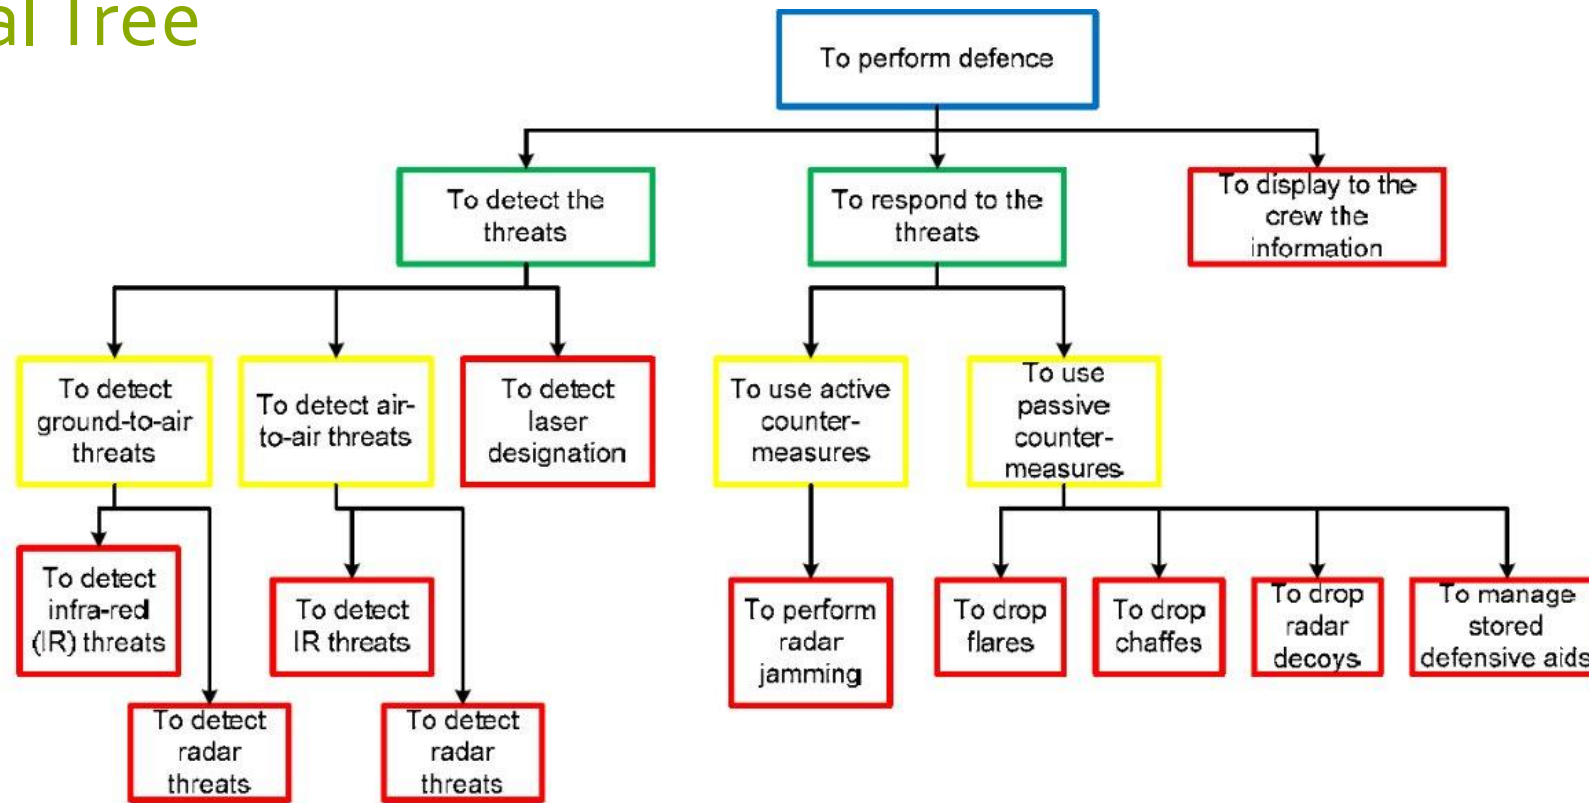 al Tree
To perform defence
To detect the
threats
To respond to the
threats
To display to the
crew the
information
To detect
ground-to-air
threats
To detect air-
to-air threats
To detect
laser
designation
To use active
counter-
measures
To use
passive
counter-
measures
To detect
infra-red
(IR) threats
To detect
IR threats
To perform
radar
jamming
To drop
flares
To drop
chaffes
To drop
radar
decoys
To manage
stored
defensive aids
To detect
radar
threats
To detect
radar
threats